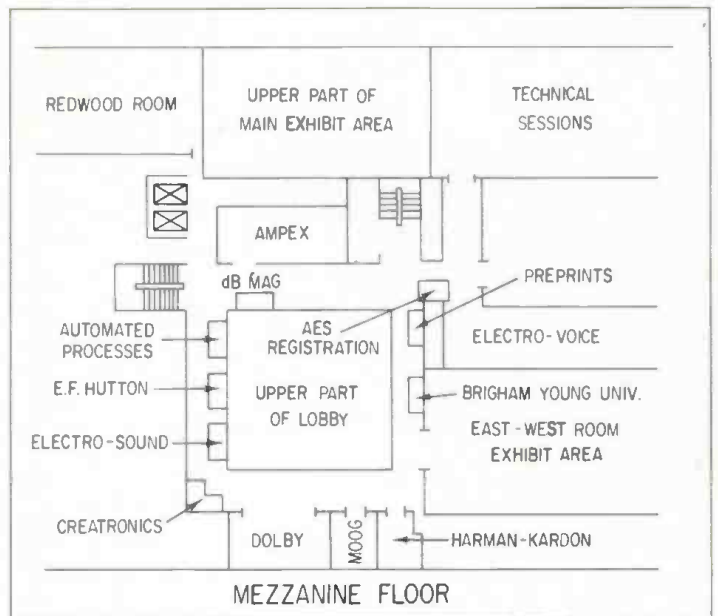 REDWOOD ROOM
UPPER PART OF
MAIN EXHIBIT AREA
TECHNICAL
SESSIONS
AMPEX
dB MAG
PREPRINTS
AUTOMATED
PROCESSES
AES
REGISTRATION
ELECTRO-VOICE
E.F. HUTTON
UPPER PART
OF LOBBY
BRIGHAM YOUNG UNIV.
ELECTRO-SOUND
EAST-WEST ROOM
EXHIBIT AREA
CREATRONICS
DOLBY
MOOG
HARMAN-KARDON
MEZZANINE FLOOR